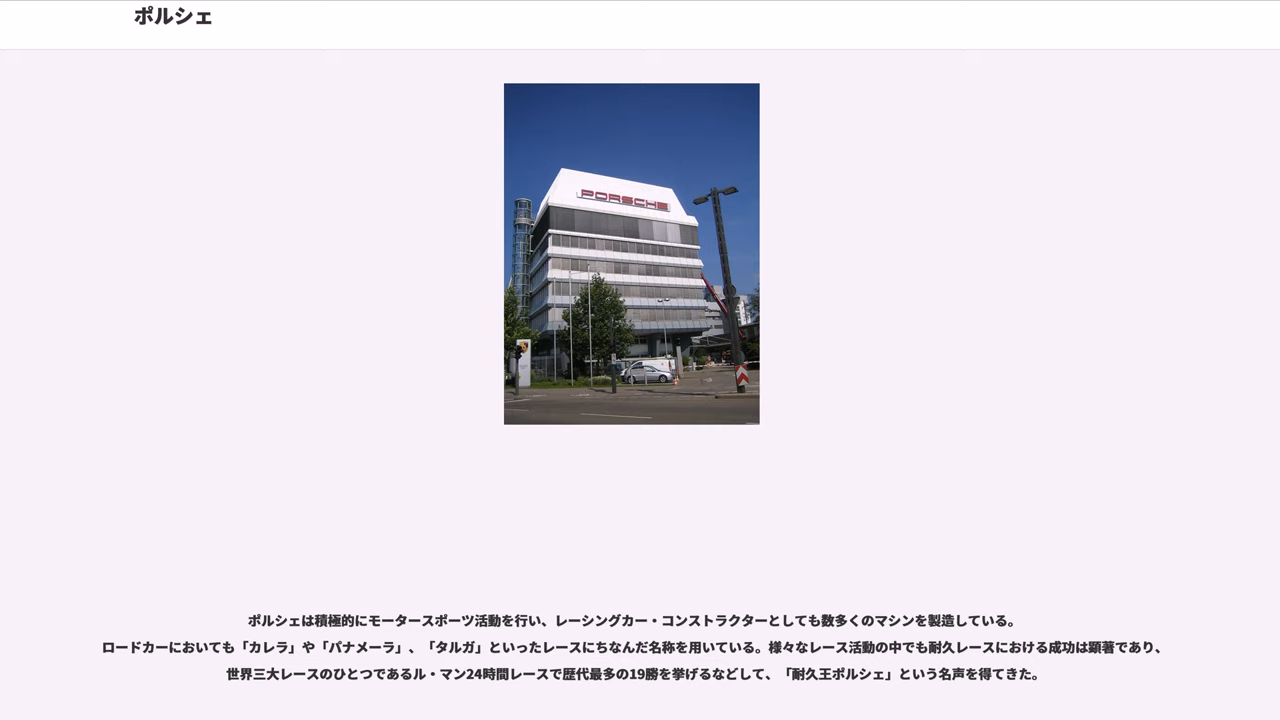 ポルシェ
PORSCHE
ポルシェは積極的にモータースポーツ活動を行い、レーシングカー・コンストラクターとしても数多くのマシンを製造している。
ロードカーにおいても「カレラ」や「パナメーラ」、「タルガ」といったレースにちなんだ名称を用いている。様々なレース活動の中でも耐久レースにおける成功は顕著であり、
世界三大レースのひとつであるル・マン24時間レースで歴代最多の19勝を挙げるなどして、「耐久王ポルシェ」という名声を得てきた。